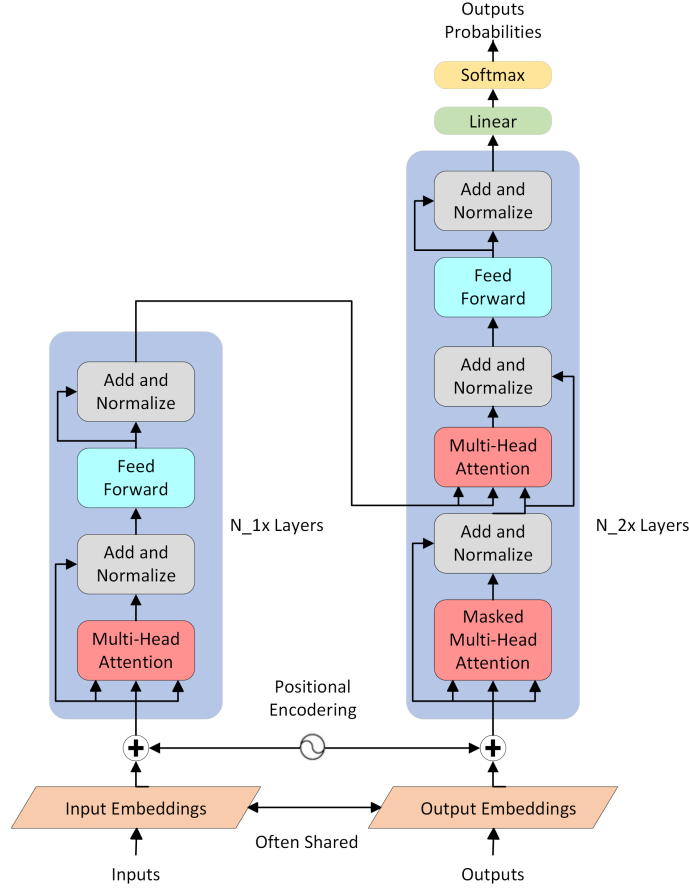 Outputs
Probabilities
Softmax
Linear
Add and
Normalize
Feed
Forward
Add and
Normalize
Multi-Head
Attention
Add and
Normalize
Masked
Multi-Head
Attention
N_2x Layers
Add and
Normalize
Feed
Forward
Add and
Normalize
Multi-Head
Attention
N_1x Layers
Positional
Encodering
Input Embeddings
Output Embeddings
Often Shared
Inputs
Outputs